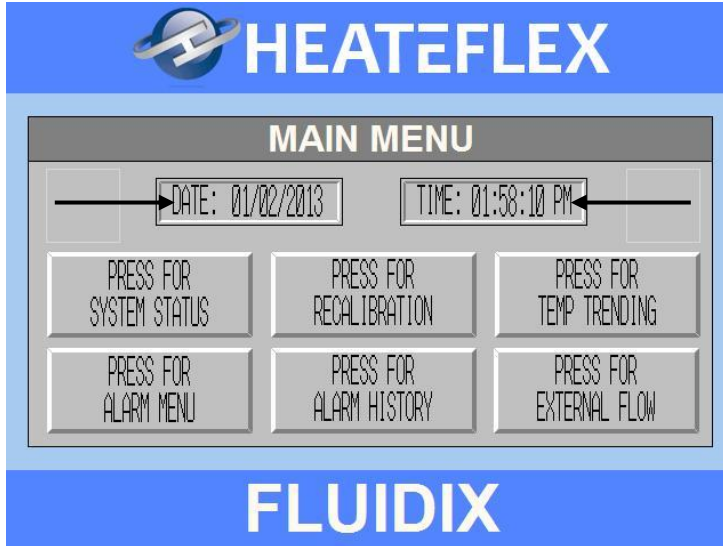 HEATEFLEX
MAIN MENU
DATE: 01/02/2013 TIME: 01:58:10 PM
PRESS FOR PRESS FOR PRESS FOR
SYSTEM STATUS RECALIBRATION TEMP TRENDING
PRESS FOR PRESS FOR PRESS FOR
ALARM MENU ALARM HISTORY EXTERNAL FLOW
FLUIDIX